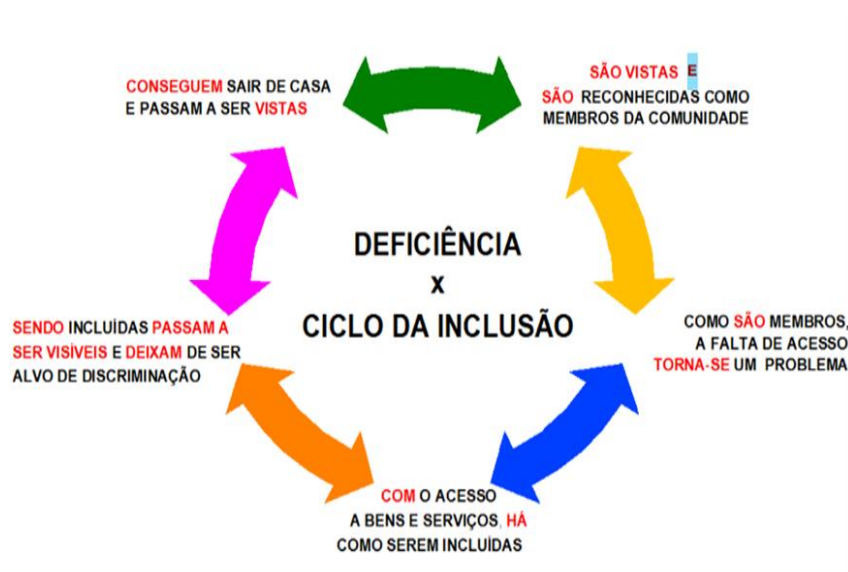 CONSEGUEM SAIR DE CASA
E PASSAM A SER VISTAS
SÃO VISTAS E
SÃO RECONHECIDAS COMO
MEMBROS DA COMUNIDADE
DEFICIÊNCIA
x
CICLO DA INCLUSÃO
COMO SÃO MEMBROS,
A FALTA DE ACESSO
TORNA-SE UM PROBLEMA
SENDO INCLUÍDAS PASSAM A
SER VISÍVEIS E DEIXAM DE SER
ALVO DE DISCRIMINAÇÃO
COM O ACESSO
A BENS E SERVIÇOS, HÁ
COMO SEREM INCLUÍDAS